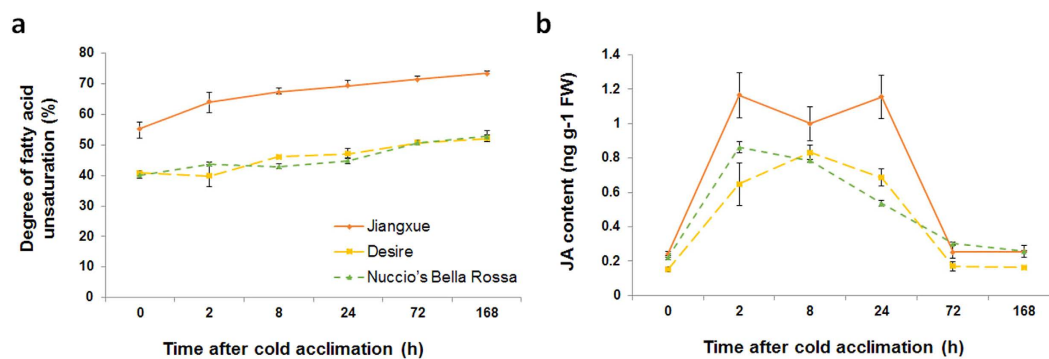 a
Degree of fatty acid
unsaturation (%)
80
70
60
50
40
30
20
10
0
Jiangxue
Desire
Nuccio's Bella Rossa
0 2 8 24 72 168
Time after cold acclimation (h)
b
JA content (ng g-1 FW)
1.4
1.2
1
0.8
0.6
0.4
0.2
0
0 2 8 24 72 168
Time after cold acclimation (h)